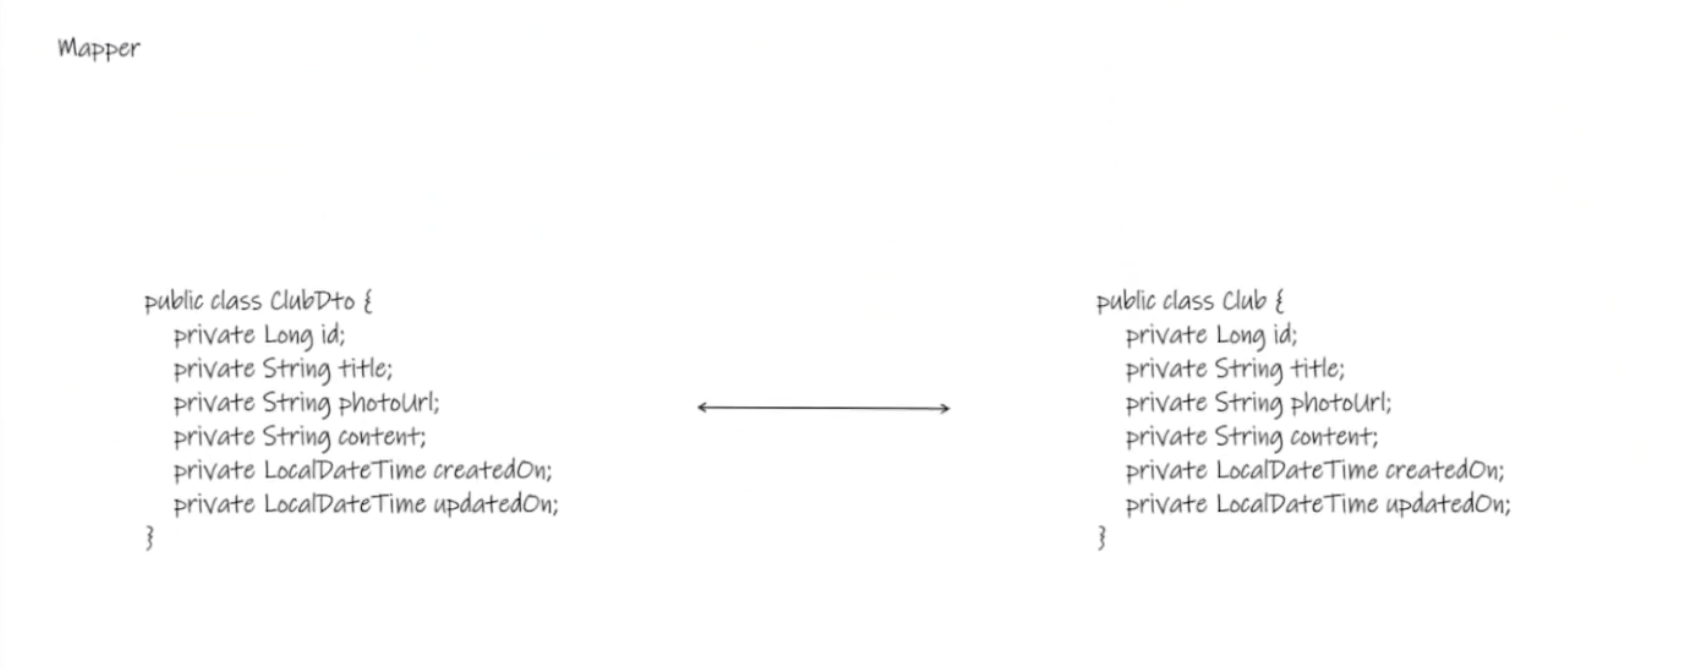 Mapper
public class ClubDto {
private Long id;
private String title;
private String photoUrl;
private String content;
private LocalDateTime createdOn;
private LocalDateTime updatedOn;
}
public class Club {
private Long id;
private String title;
private String photoUrl;
private String content;
private LocalDateTime createdOn;
private LocalDateTime updatedOn;
}